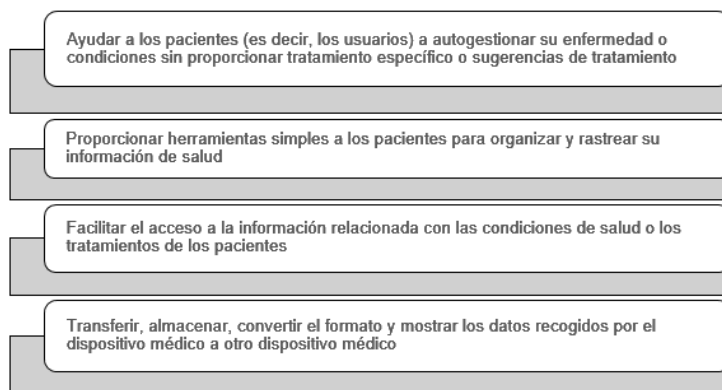 Ayudar a los pacientes (es decir, los usuarios) a autogestionar su enfermedad o
condiciones sin proporcionar tratamiento específico o sugerencias de tratamiento
Proporcionar herramientas simples a los pacientes para organizar y rastrear su
información de salud
Facilitar el acceso a la información relacionada con las condiciones de salud o los
tratamientos de los pacientes
Transferir, almacenar, convertir el formato y mostrar los datos recogidos por el
dispositivo médico a otro dispositivo médico